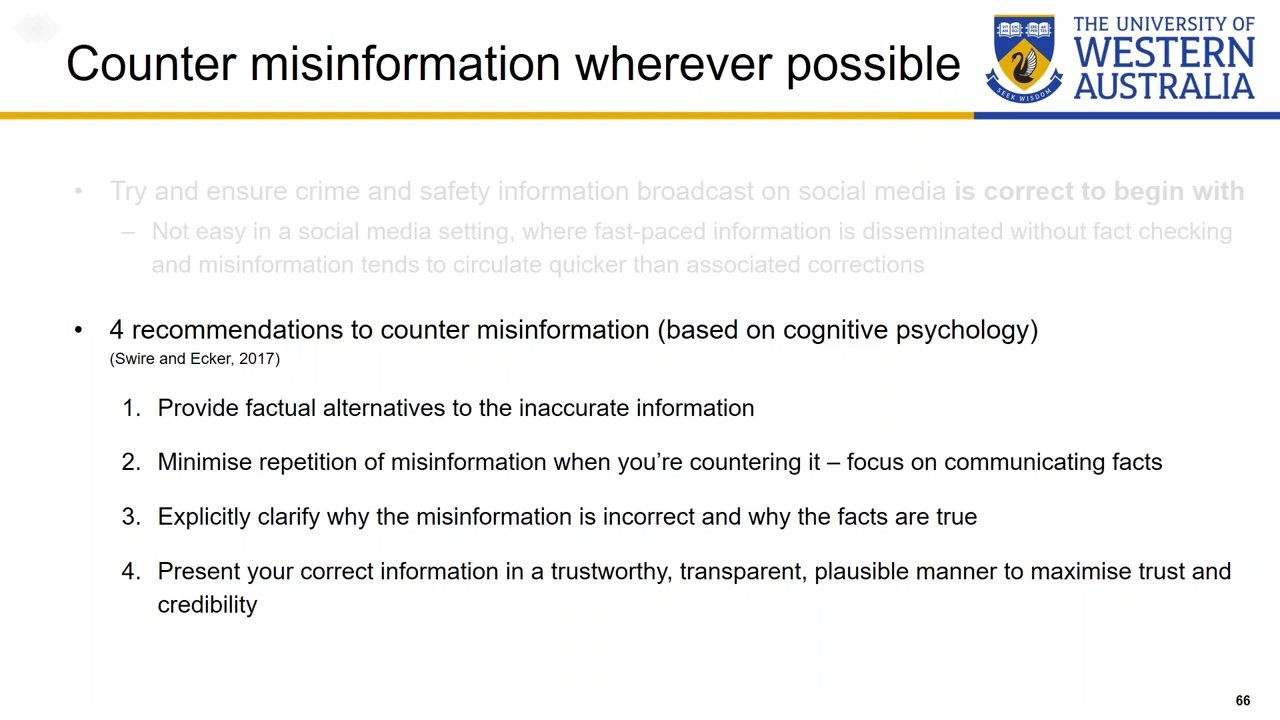 Counter misinformation wherever possible
THE UNIVERSITY OF
WESTERN
AUSTRALIA
SEEK WISDOM
• Try and ensure crime and safety information broadcast on social media is correct to begin with
– Not easy in a social media setting, where fast-paced information is disseminated without fact checking
and misinformation tends to circulate quicker than associated corrections
• 4 recommendations to counter misinformation (based on cognitive psychology)
(Swire and Ecker, 2017)
1. Provide factual alternatives to the inaccurate information
2. Minimise repetition of misinformation when you’re countering it – focus on communicating facts
3. Explicitly clarify why the misinformation is incorrect and why the facts are true
4. Present your correct information in a trustworthy, transparent, plausible manner to maximise trust and
credibility
66